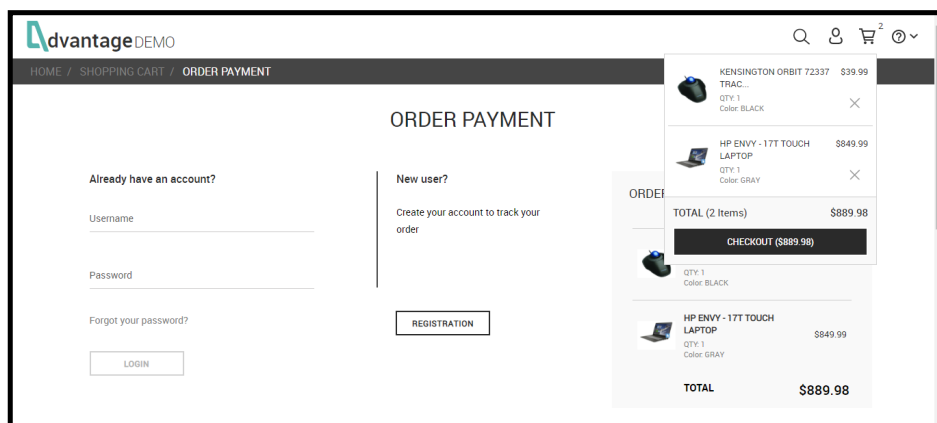 dvantage DEMO
2
HOME / SHOPPING CART / ORDER PAYMENT
KENSINGTON ORBIT 72337 $39.99
TRAC...
QTY: 1
Color: BLACK
HP ENVY - 17T TOUCH $849.99
LAPTOP
QTY: 1
Color: GRAY
TOTAL (2 Items) $889.98
CHECKOUT ($889.98)
ORDER PAYMENT
Already have an account?
Username
Password
Forgot your password?
LOGIN
New user?
Create your account to track your
order
REGISTRATION
ORDE
QTY: 1
Color: BLACK
HP ENVY - 17T TOUCH
LAPTOP $849.99
QTY: 1
Color: GRAY
TOTAL $889.98